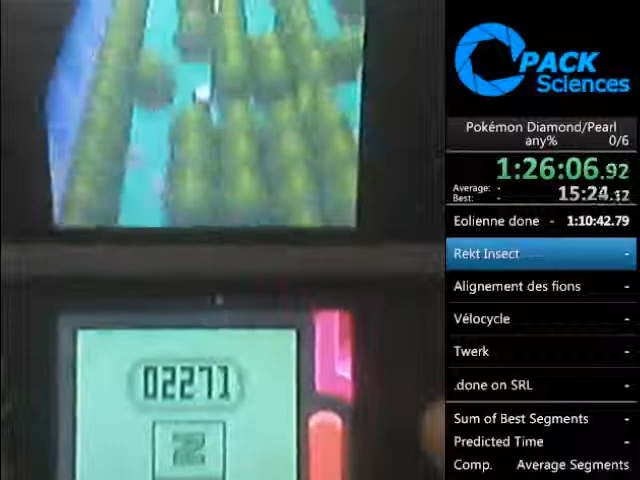 PACK
Sciences
Pokémon Diamond/Pearl
any% 0/6
1:26:06.92
Average: -
Best: - 15:24.12
Eolienne done - 1:10:42.79
Rekt Insect -
Alignement des fions -
Vélocycle -
Twerk -
.done on SRL -
Sum of Best Segments -
Predicted Time -
Comp. Average Segments
02271